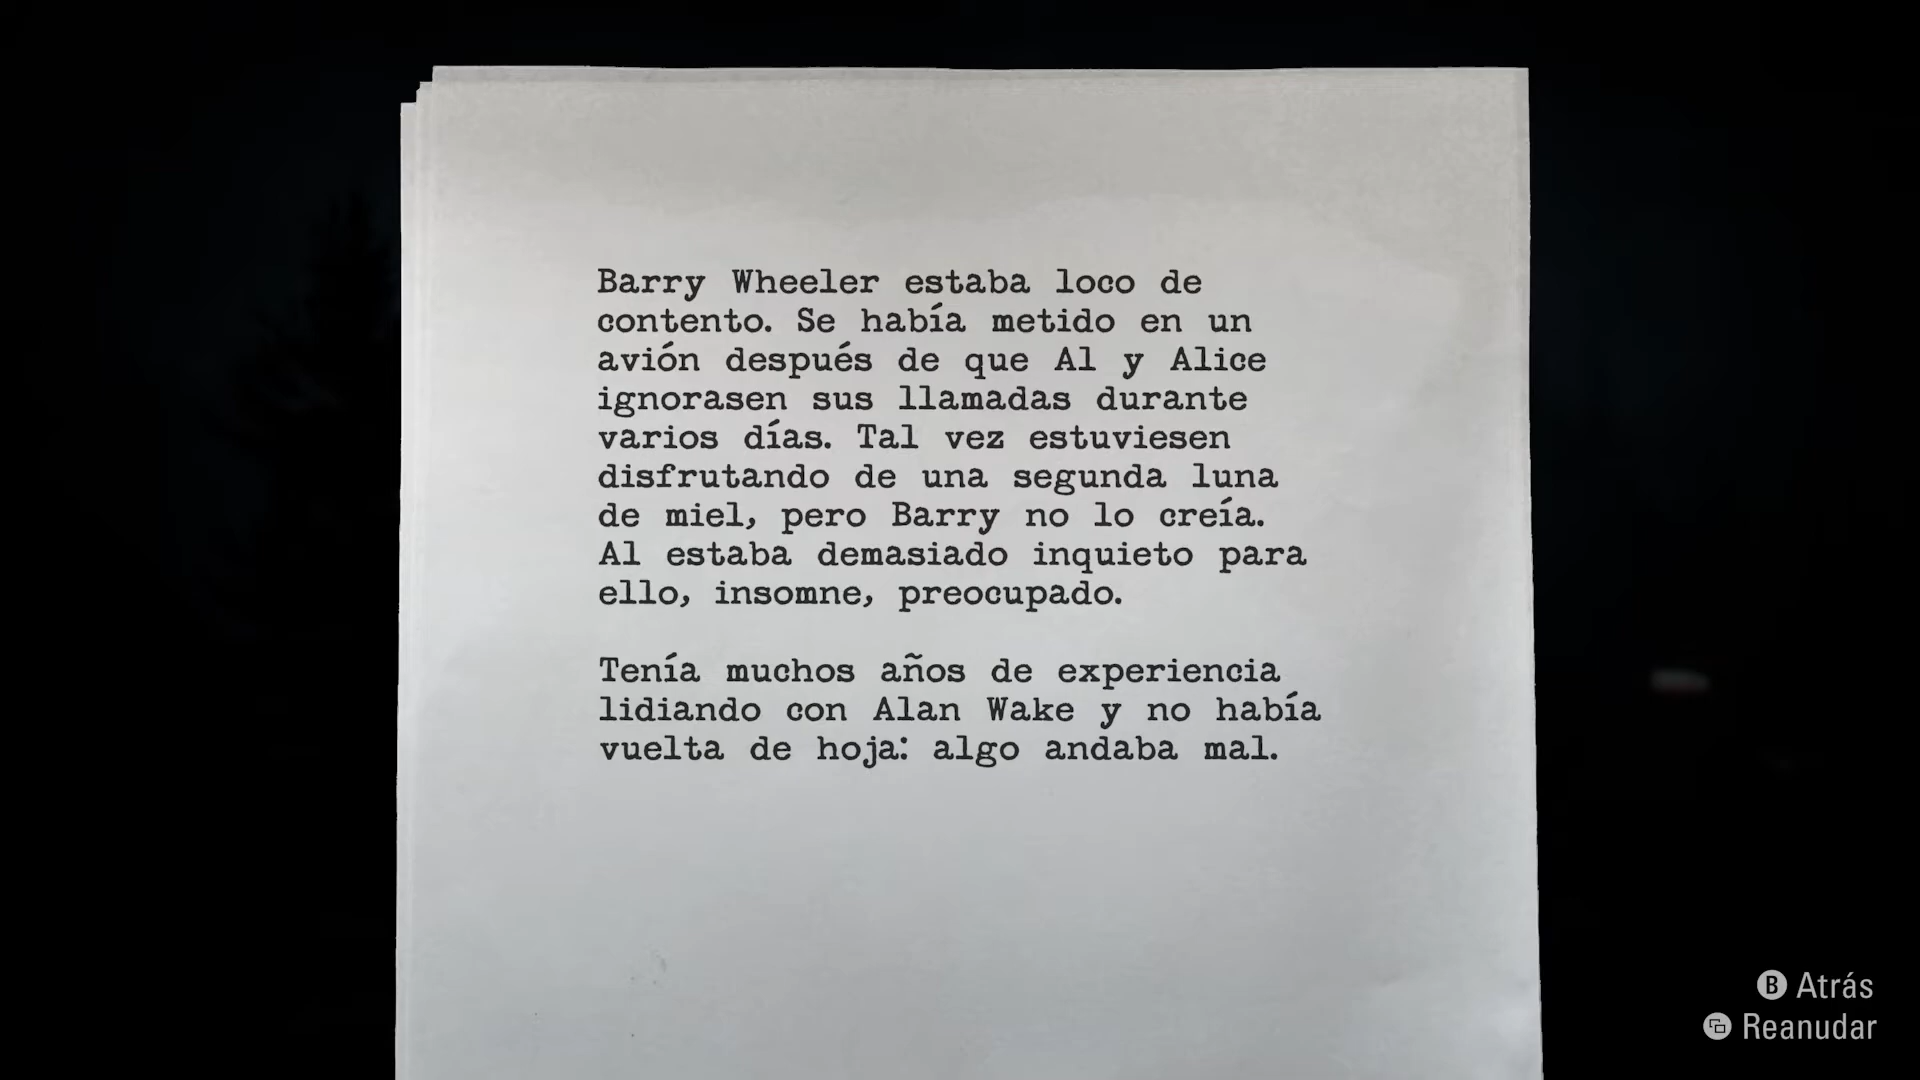 Barry Wheeler estaba loco de
contento. Se había metido en un
avión después de que Al y Alice
ignorasen sus llamadas durante
varios días. Tal vez estuviesen
disfrutando de una segunda luna
de miel, pero Barry no lo creía.
Al estaba demasiado inquieto para
ello, insomne, preocupado.
Tenía muchos años de experiencia
lidiando con Alan Wake y no había
vuelta de hoja: algo andaba mal.
B Atrás
Reanudar